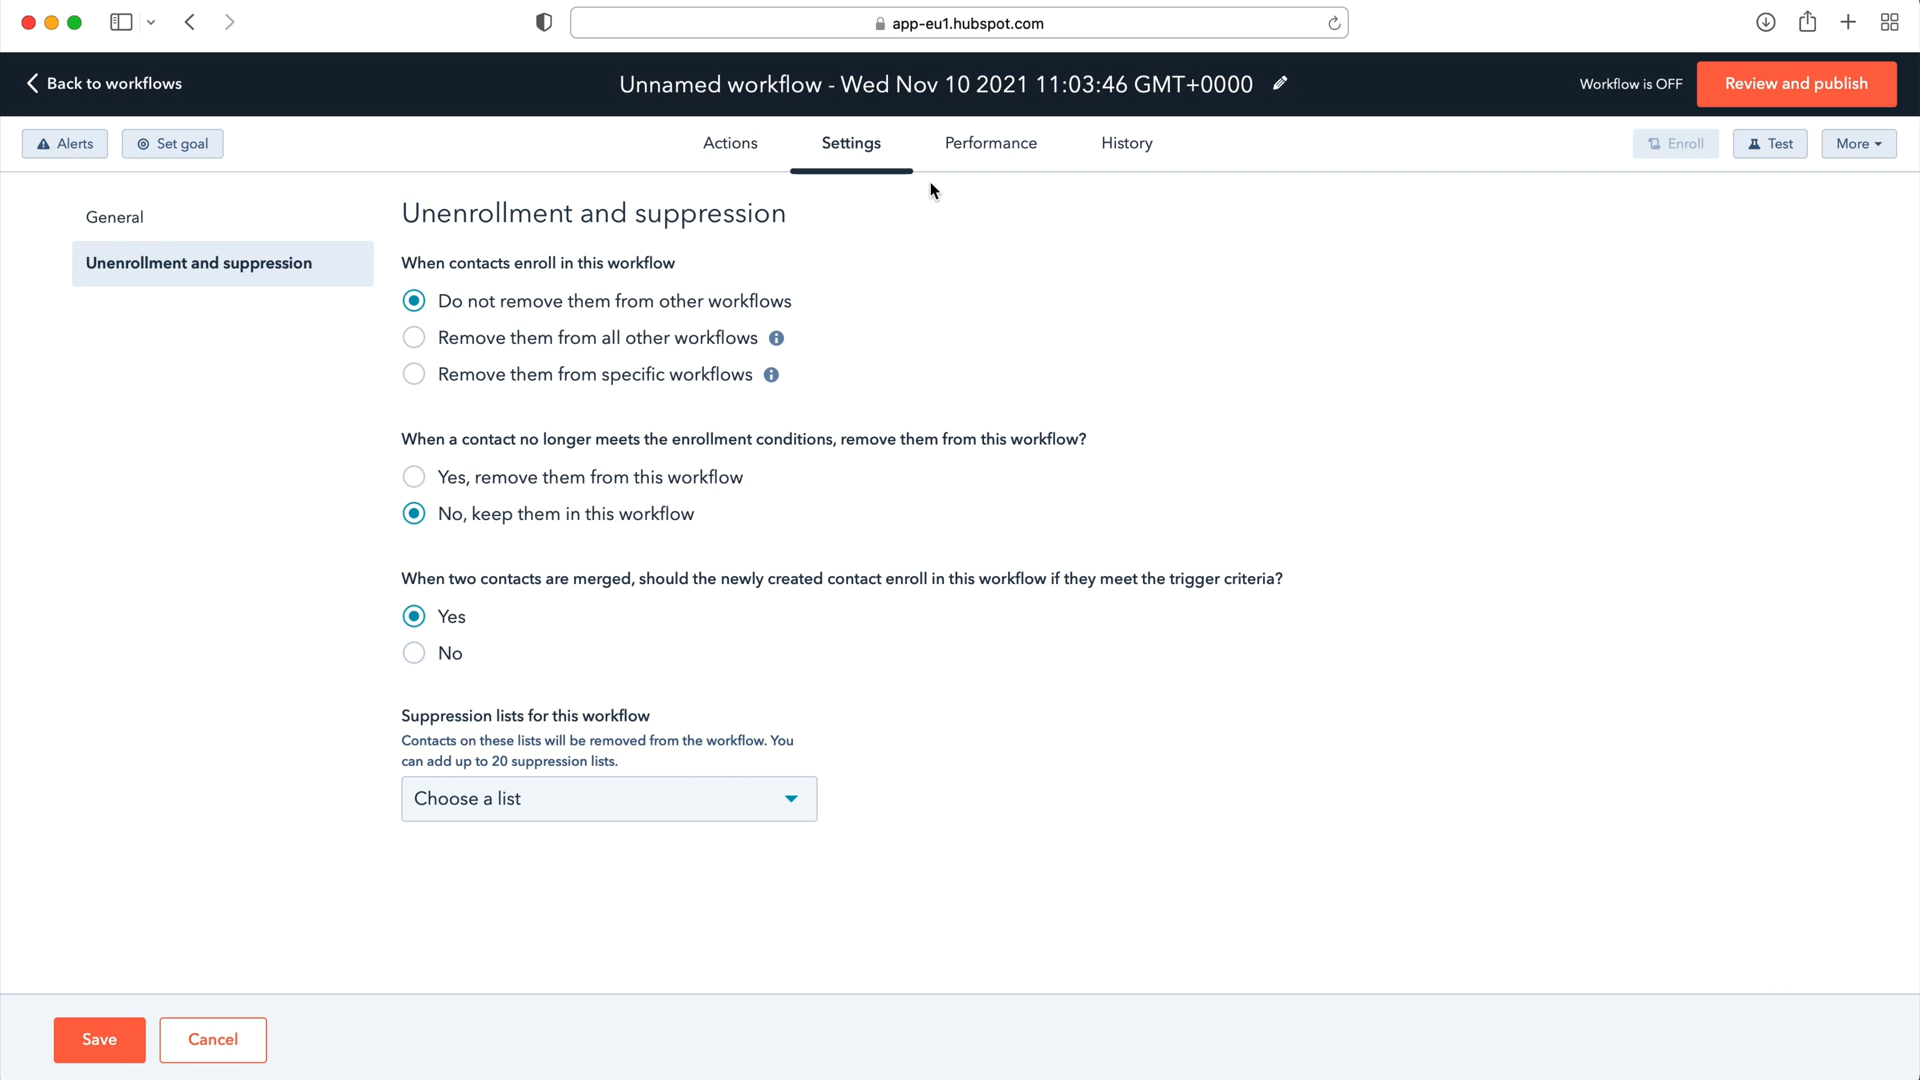 app-eu1.hubspot.com
Back to workflows
Unnamed workflow - Wed Nov 10 2021 11:03:46 GMT+0000
Workflow is OFF
Review and publish
Alerts
Set goal
Actions
Settings
Performance
History
Enroll
Test
More
General
Unenrollment and suppression
Unenrollment and suppression
When contacts enroll in this workflow
Do not remove them from other workflows
Remove them from all other workflows
Remove them from specific workflows
When a contact no longer meets the enrollment conditions, remove them from this workflow?
Yes, remove them from this workflow
No, keep them in this workflow
When two contacts are merged, should the newly created contact enroll in this workflow if they meet the trigger criteria?
Yes
No
Suppression lists for this workflow
Contacts on these lists will be removed from the workflow. You
can add up to 20 suppression lists.
Choose a list
Save
Cancel